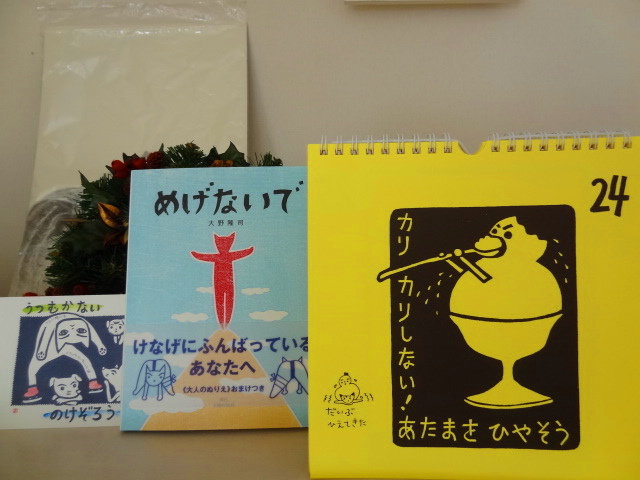 うつむかない
のけぞろう
めげないで
大野隆司
けなげにふんばっている
あなたへ
《大人のぬりえ》おまけつき
24
カリカリしない！
あたまを ひやそう
だいぶ
ひえてきた